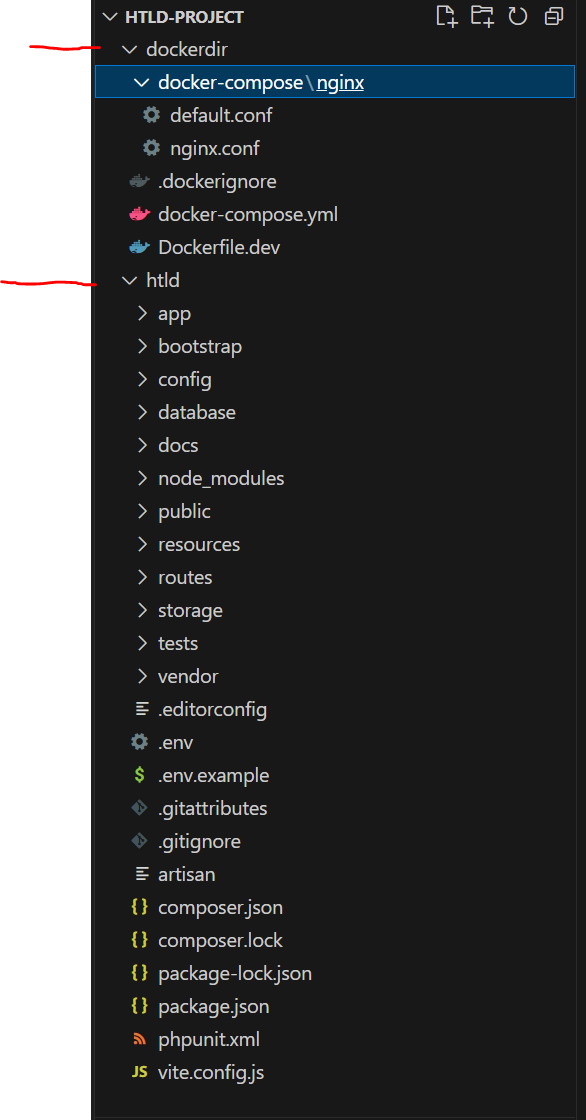 HTLD-PROJECT
dockerdir
docker-compose\nginx
default.conf
nginx.conf
.dockerignore
docker-compose.yml
Dockerfile.dev
htld
app
bootstrap
config
database
docs
node_modules
public
resources
routes
storage
tests
vendor
.editorconfig
.env
$ .env.example
.gitattributes
.gitignore
artisan
{} composer.json
{} composer.lock
{} package-lock.json
{} package.json
phpunit.xml
JS vite.config.js